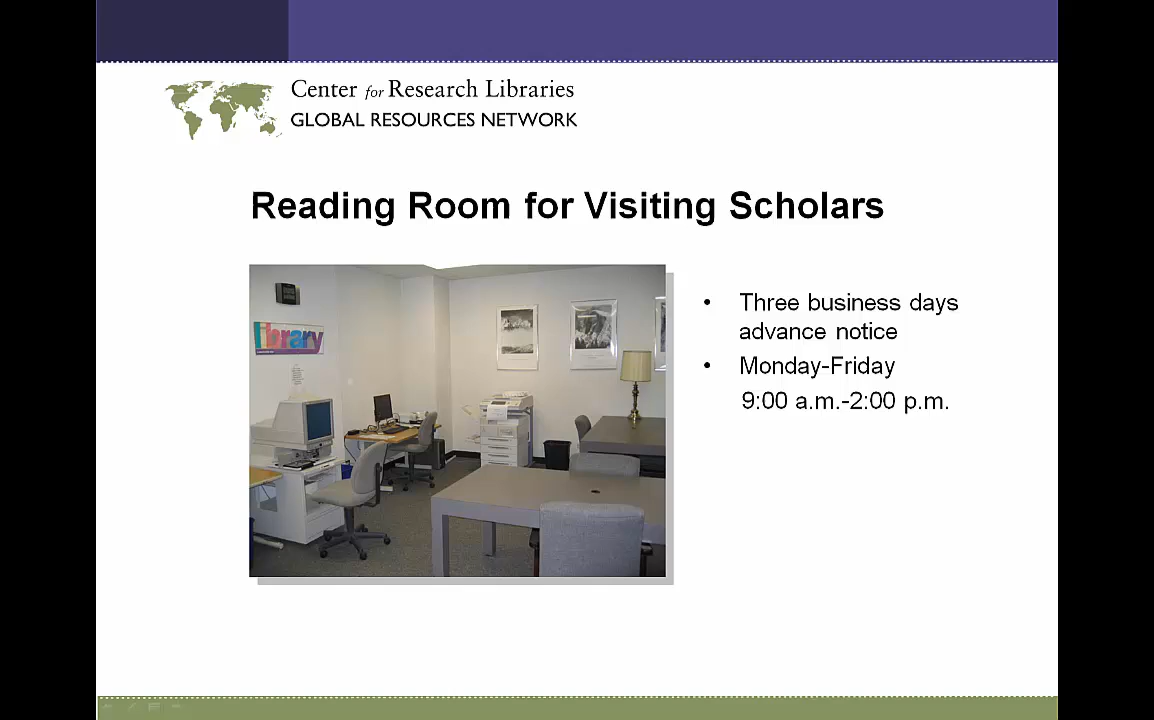 Center for Research Libraries
GLOBAL RESOURCES NETWORK
Reading Room for Visiting Scholars
library
• Three business days
advance notice
• Monday-Friday
9:00 a.m.-2:00 p.m.